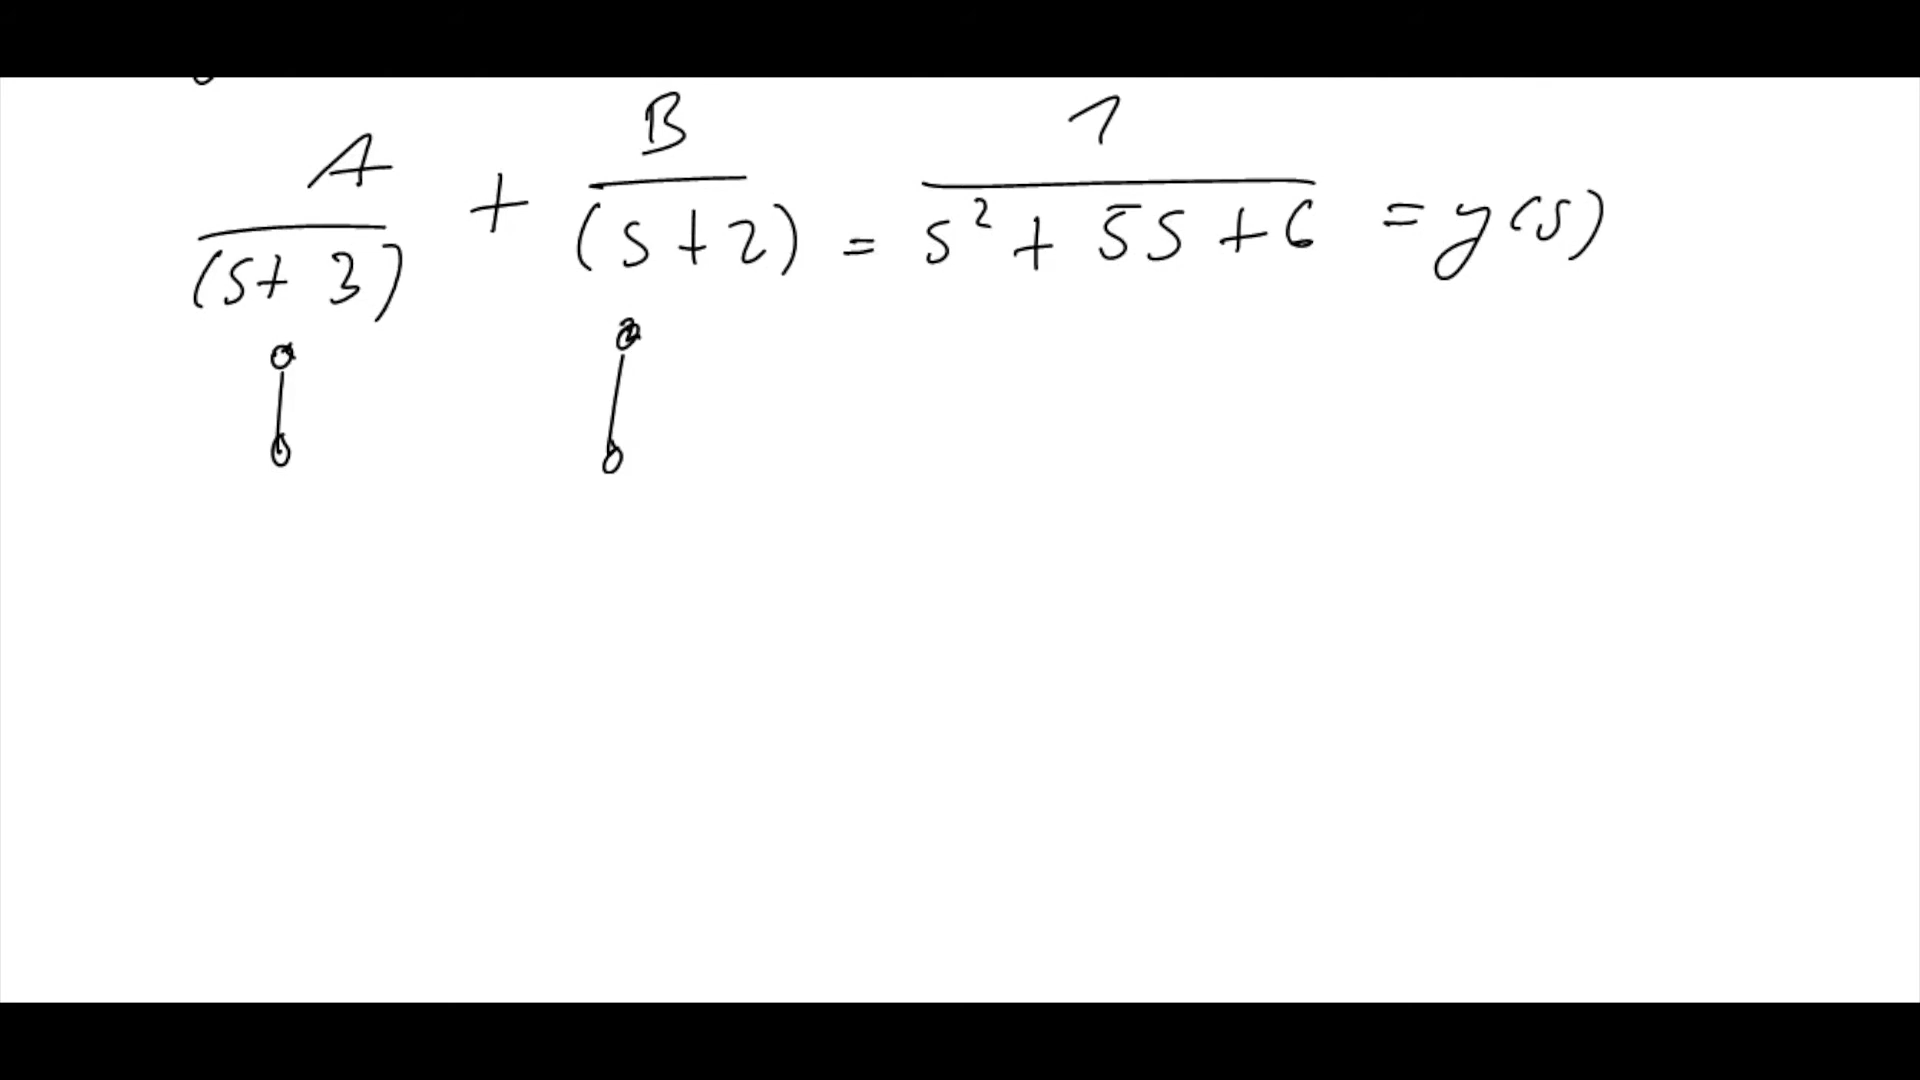 A/(s+3) + B/(s+2) = 1/(s² + 5s + 6) = y(s)